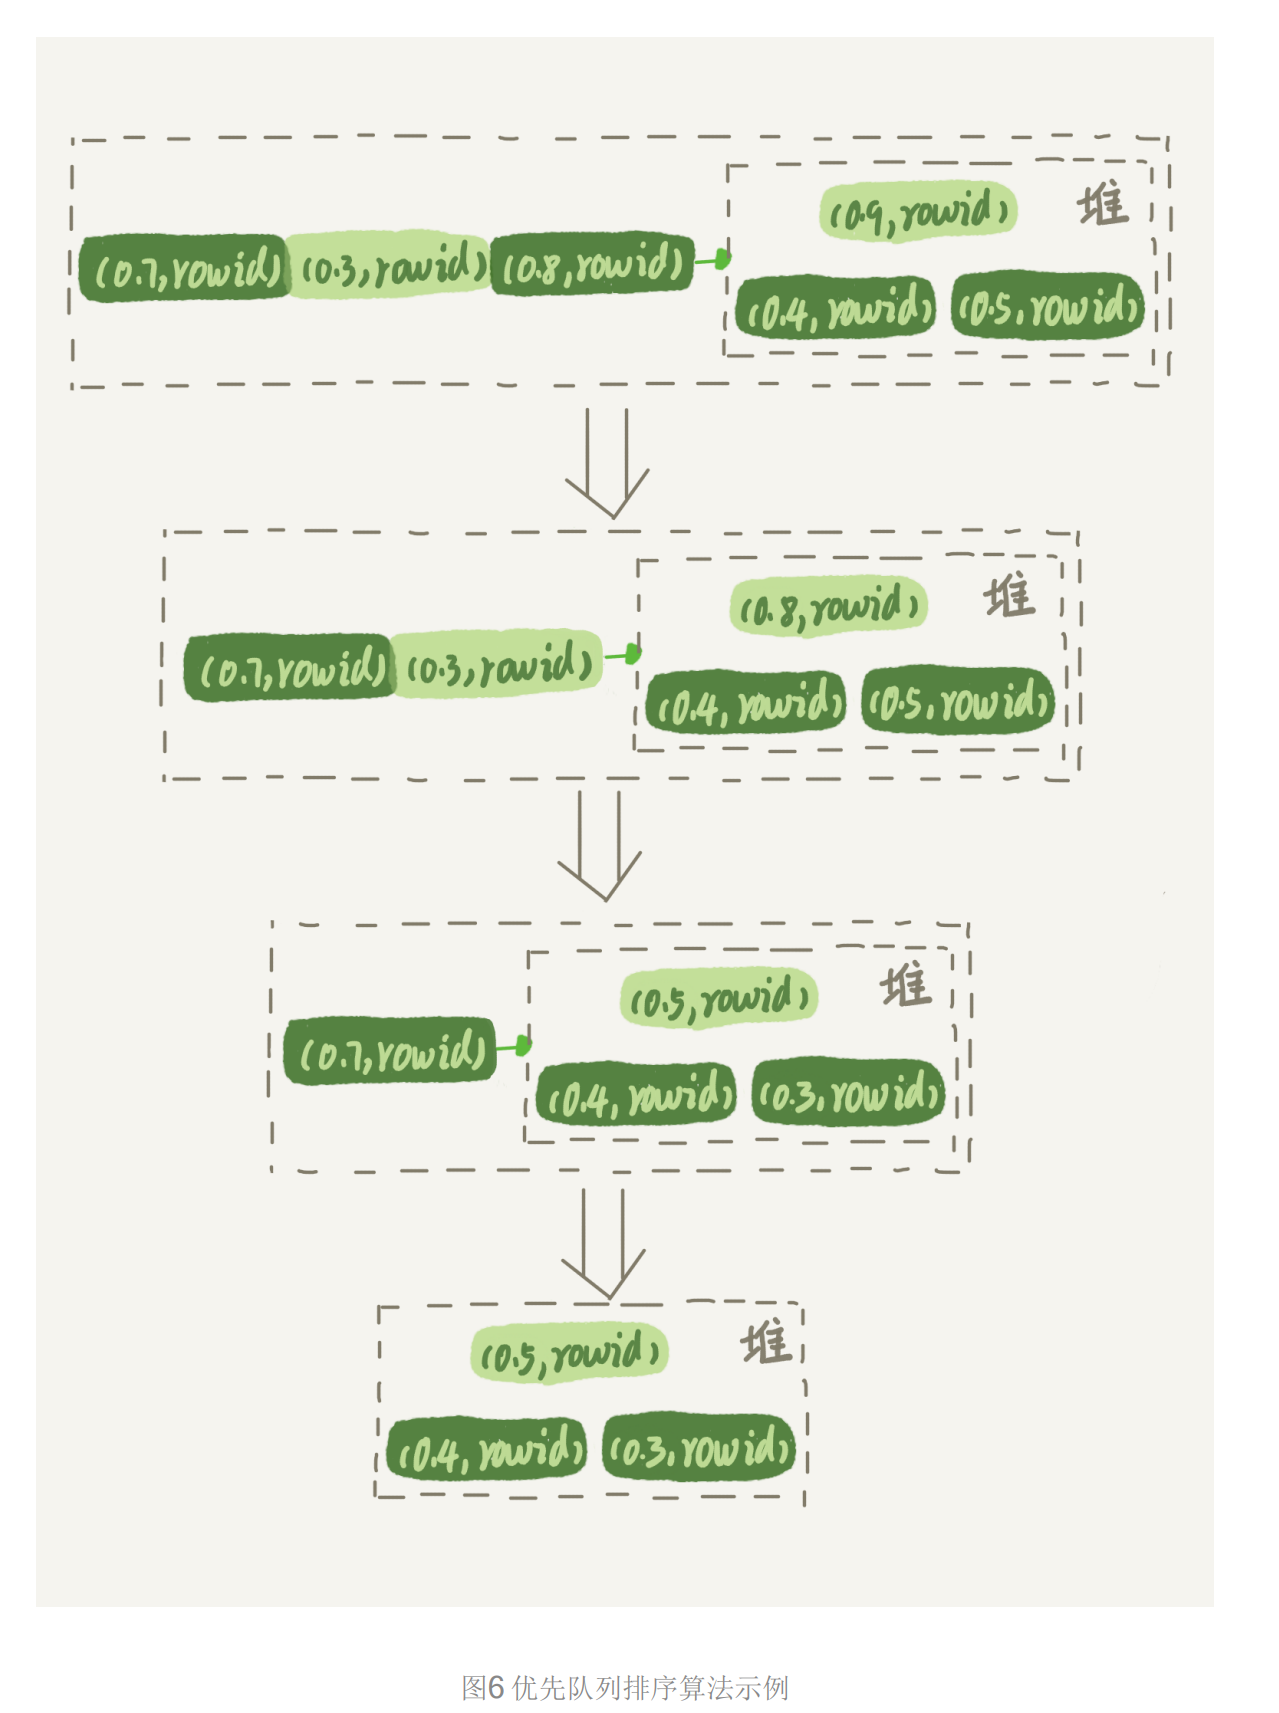 (0.9,rowid) 堆
(0.7,rowid) (0.3,rowid) (0.8,rowid)
(0.4,rowid) (0.5,rowid)
(0.8,rowid) 堆
(0.7,rowid) (0.3,rowid)
(0.4,rowid) (0.5,rowid)
(0.5,rowid) 堆
(0.7,rowid)
(0.4,rowid) (0.3,rowid)
(0.5,rowid) 堆
(0.4,rowid) (0.3,rowid)
图6 优先队列排序算法示例